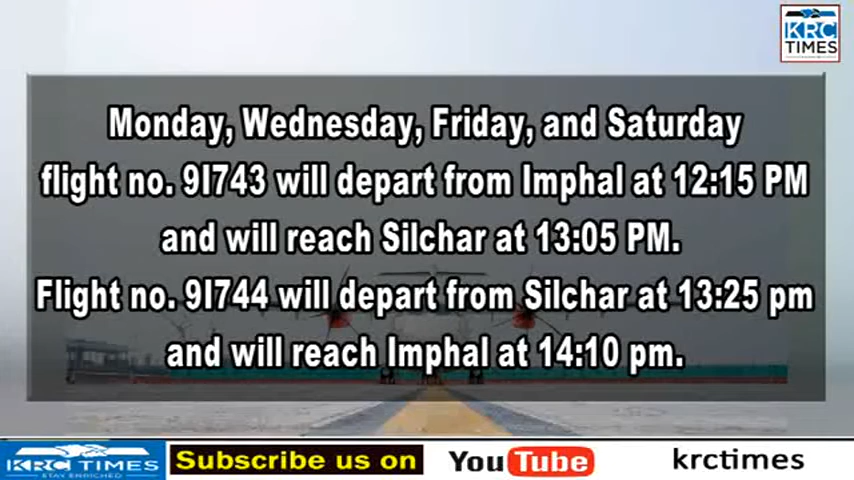 KRC
TIMES
Monday, Wednesday, Friday, and Saturday
flight no. 9I743 will depart from Imphal at 12:15 PM
and will reach Silchar at 13:05 PM.
Flight no. 9I744 will depart from Silchar at 13:25 pm
and will reach Imphal at 14:10 pm.
KRC TIMES
STAY ENRICHED
Subscribe us on
YouTube
krctimes